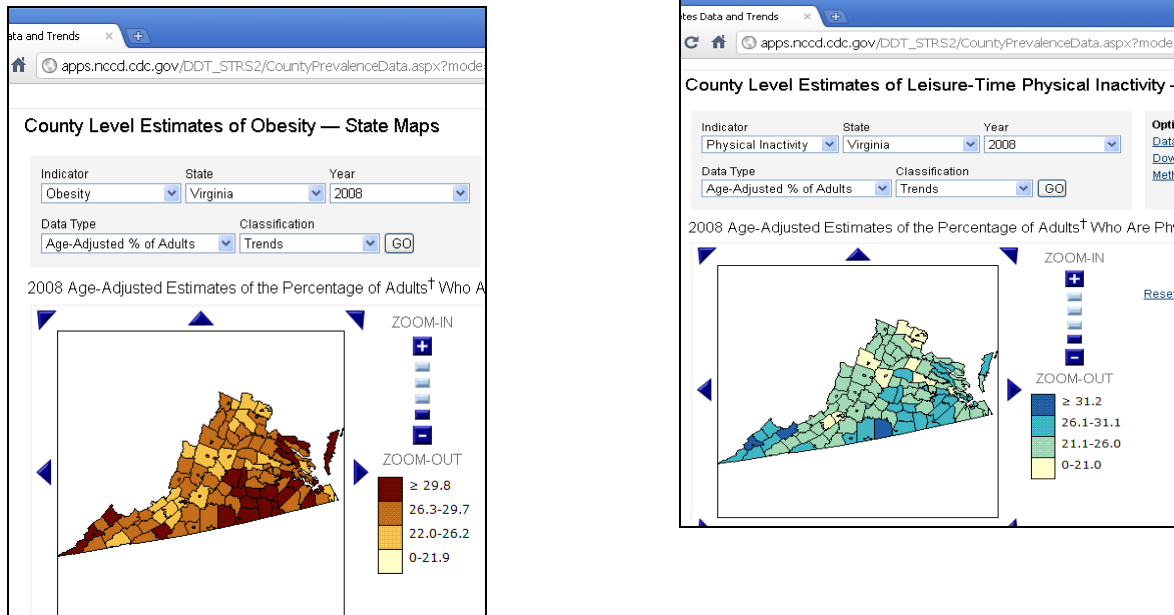 ata and Trends
apps.nccd.cdc.gov/DDT_STRS2/CountyPrevalenceData.aspx?mode
County Level Estimates of Obesity — State Maps
Indicator State Year
Obesity Virginia 2008
Data Type Classification
Age-Adjusted % of Adults Trends GO
2008 Age-Adjusted Estimates of the Percentage of Adults† Who A
ZOOM-IN
ZOOM-OUT
≥ 29.8
26.3-29.7
22.0-26.2
0-21.9
tes Data and Trends
apps.nccd.cdc.gov/DDT_STRS2/CountyPrevalenceData.aspx?mode
County Level Estimates of Leisure-Time Physical Inactivity -
Indicator State Year
Physical Inactivity Virginia 2008
Data Type Classification
Age-Adjusted % of Adults Trends GO
Opti
Data
Dow
Meth
2008 Age-Adjusted Estimates of the Percentage of Adults† Who Are Phy
ZOOM-IN
Reset
ZOOM-OUT
≥ 31.2
26.1-31.1
21.1-26.0
0-21.0